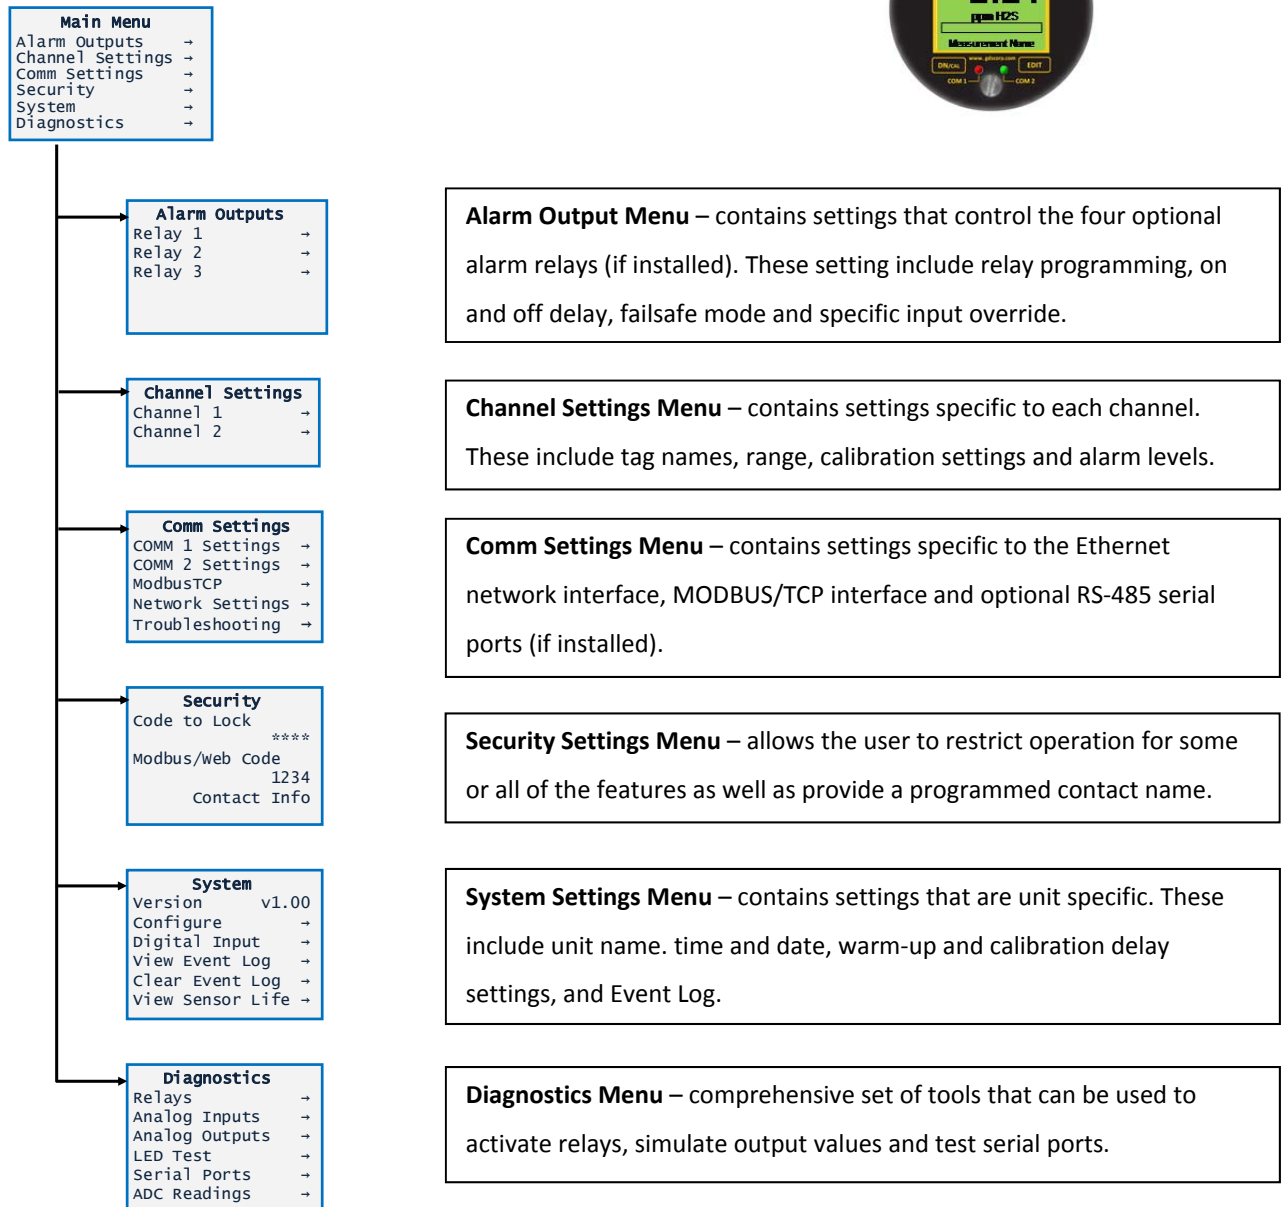 Main Menu
Alarm Outputs →
Channel Settings →
Comm Settings →
Security →
System →
Diagnostics →
ppm H2S
Measurement Name
www.
DN/CAL
EDIT
COM 1
COM 2
Alarm Outputs
Relay 1 →
Relay 2 →
Relay 3 →
Alarm Output Menu – contains settings that control the four optional
alarm relays (if installed). These setting include relay programming, on
and off delay, failsafe mode and specific input override.
Channel Settings
Channel 1 →
Channel 2 →
Channel Settings Menu – contains settings specific to each channel.
These include tag names, range, calibration settings and alarm levels.
Comm Settings
COMM 1 Settings →
COMM 2 Settings →
ModbusTCP →
Network Settings →
Troubleshooting →
Comm Settings Menu – contains settings specific to the Ethernet
network interface, MODBUS/TCP interface and optional RS-485 serial
ports (if installed).
Security
Code to Lock
****
Modbus/Web Code
1234
Contact Info
Security Settings Menu – allows the user to restrict operation for some
or all of the features as well as provide a programmed contact name.
System
Version v1.00
Configure →
Digital Input →
View Event Log →
Clear Event Log →
View Sensor Life →
System Settings Menu – contains settings that are unit specific. These
include unit name. time and date, warm-up and calibration delay
settings, and Event Log.
Diagnostics
Relays →
Analog Inputs →
Analog Outputs →
LED Test →
Serial Ports →
ADC Readings →
Diagnostics Menu – comprehensive set of tools that can be used to
activate relays, simulate output values and test serial ports.